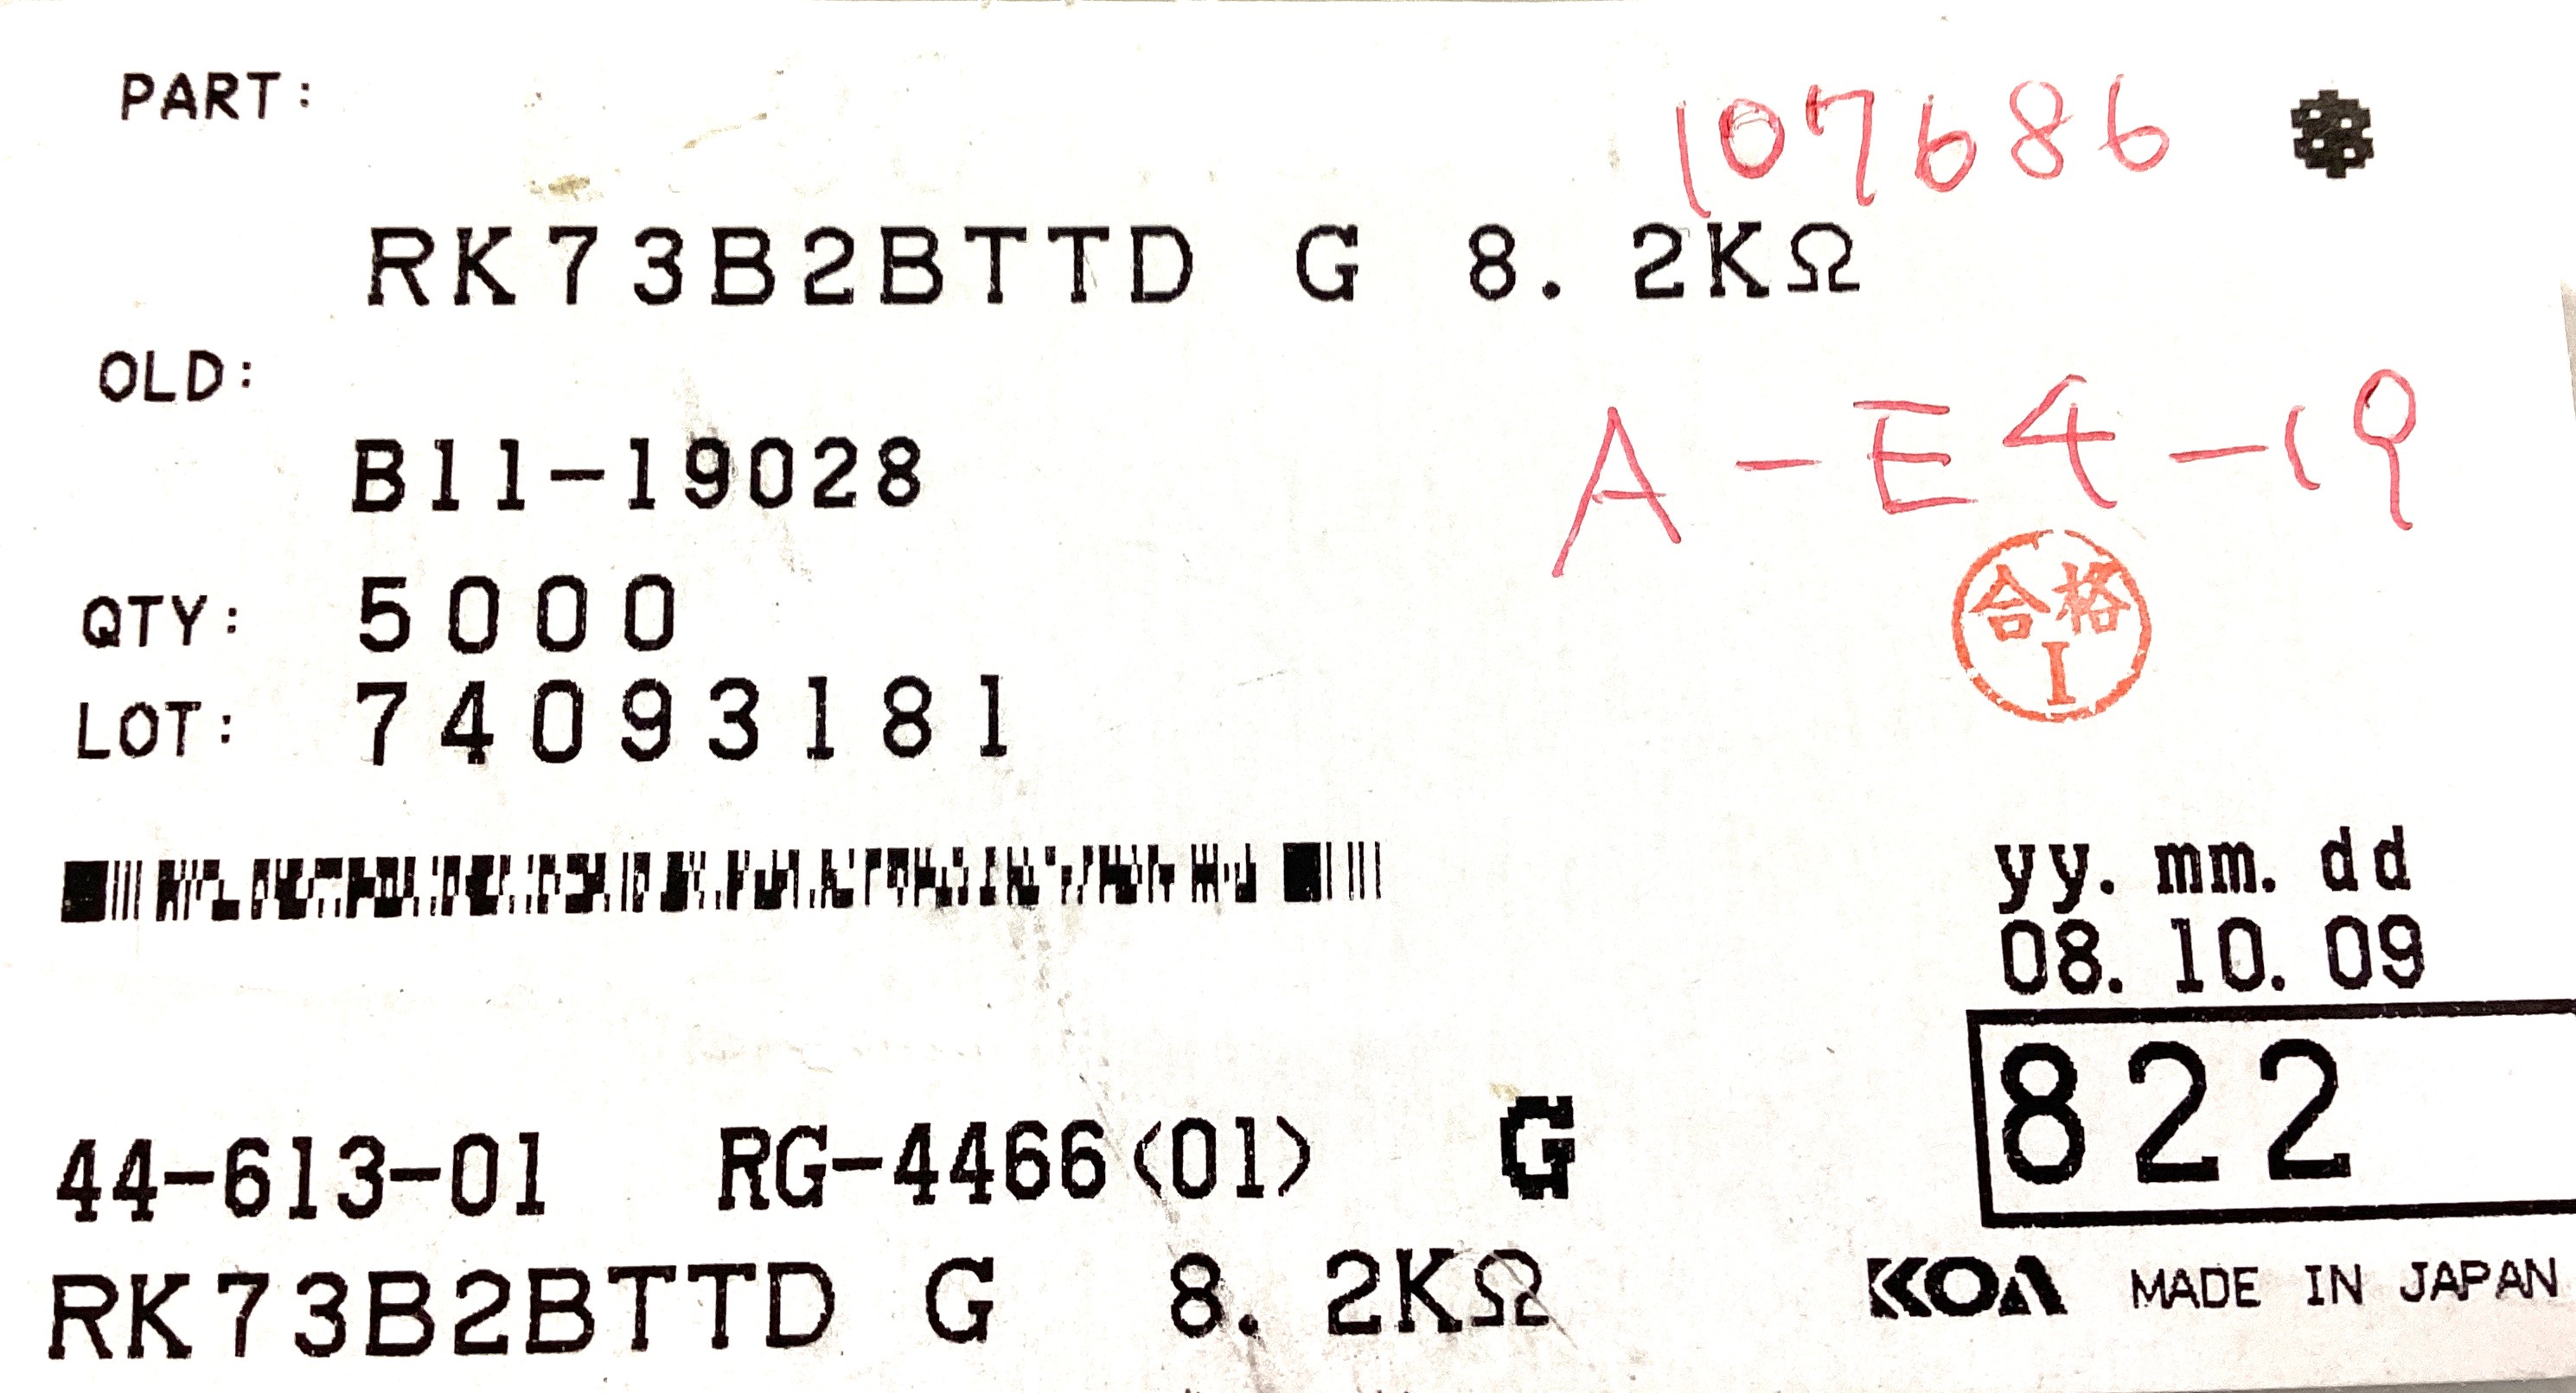 PART:
107686
RK73B2BTTD G 8.2KΩ
OLD:
A-E4-19
B11-19028
合格
I
QTY: 5000
LOT: 74093181
yy.mm.dd
08.10.09
822
44-613-01 RG-4466(01) G
RK73B2BTTD G 8.2KΩ
KOA MADE IN JAPAN